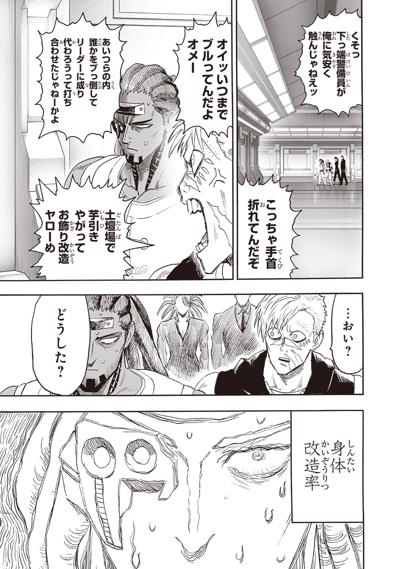 くそっ
下っ端警備員が
俺に気安く
触んじゃねえッ
こっちゃ手首
折れてんだぞ
オイッいつまで
ブルってんだよ
オメー
あいつらの内
誰かをブっ倒して
リーダーに成り
代わろうって打ち
合わせたじゃねーかよ
土壇場で
芋引き
やがって
お飾り改造
ヤローめ
…おい？
どうした？
身体
改造率